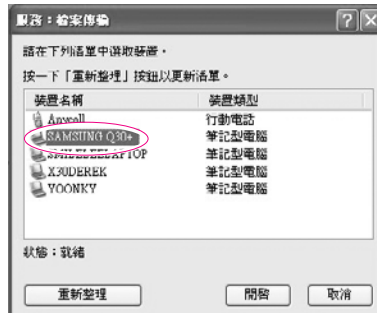 服務：檔案傳輸
請在下列清單中選取裝置。
按一下「重新整理」按鈕以更新清單。
裝置名稱 裝置類型
Anycall 行動電話
SAMSUNG Q30+ 筆記型電腦
筆記型電腦
X30DEREK 筆記型電腦
YOONKY 筆記型電腦
狀態：就緒
重新整理 開啟 取消